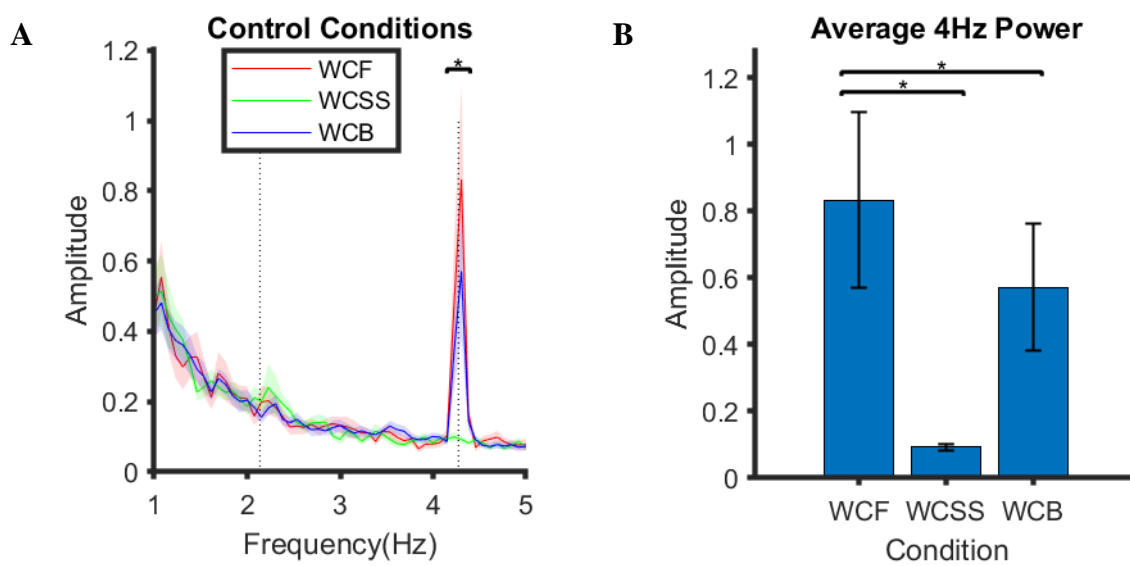 A
Control Conditions
WCF
WCSS
WCB
*
1.2
1
0.8
0.6
0.4
0.2
0
Amplitude
1 2 3 4 5
Frequency(Hz)
B
Average 4Hz Power
*
*
1.2
1
0.8
0.6
0.4
0.2
0
Amplitude
WCF WCSS WCB
Condition